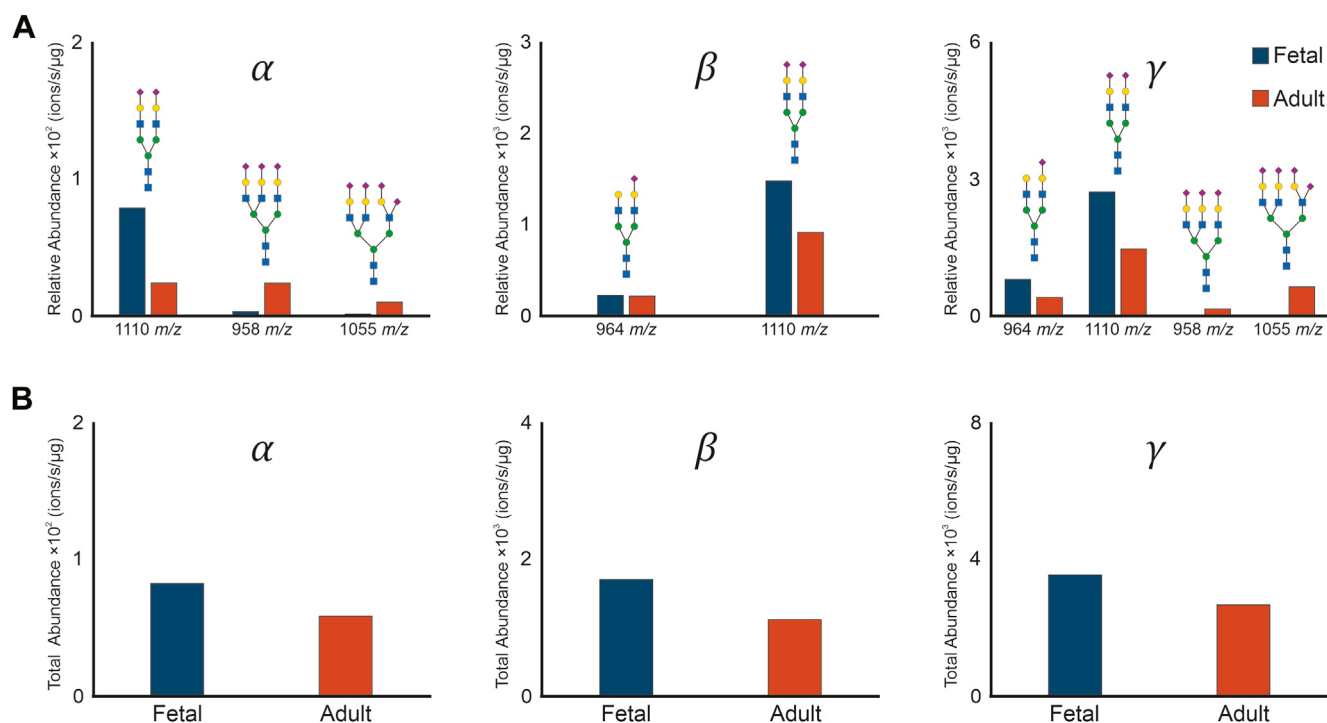 A
Relative Abundance ×10² (ions/s/µg)
2
1
0
α
1110 m/z
958 m/z
1055 m/z
Relative Abundance ×10³ (ions/s/µg)
3
2
1
0
β
964 m/z
1110 m/z
Relative Abundance ×10³ (ions/s/µg)
6
3
0
γ
Fetal
Adult
964 m/z
1110 m/z
958 m/z
1055 m/z
B
Total Abundance ×10² (ions/s/µg)
2
1
0
α
Fetal
Adult
Total Abundance ×10³ (ions/s/µg)
4
2
0
β
Fetal
Adult
Total Abundance ×10³ (ions/s/µg)
8
4
0
γ
Fetal
Adult